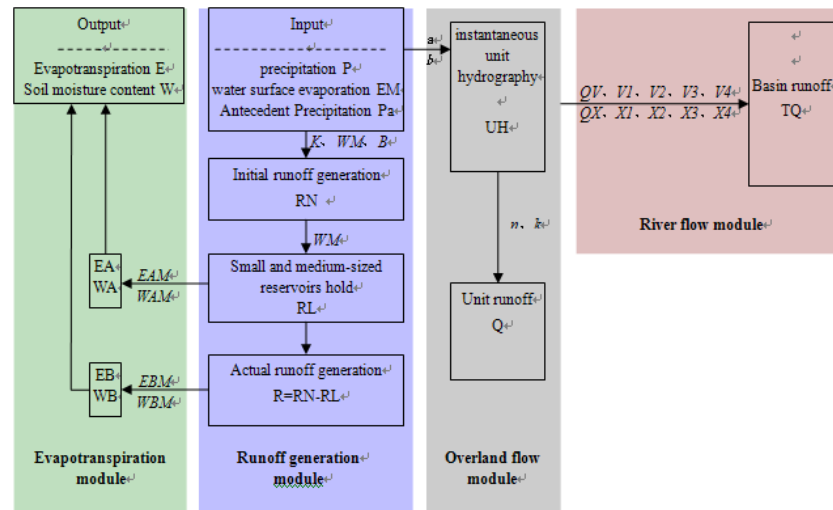 Output
Evapotranspiration E
Soil moisture content W
EA
WA
EAM
WAM
EB
WB
EBM
WBM
Evapotranspiration
module
Input
precipitation P
water surface evaporation EM
Antecedent Precipitation Pa
K、WM、B
Initial runoff generation
RN
WM
Small and medium-sized
reservoirs hold
RL
Actual runoff generation
R=RN-RL
Runoff generation
module
a
b
instantaneous
unit
hydrography
UH
n、k
Unit runoff
Q
Overland flow
module
QV、V1、V2、V3、V4
QX、X1、X2、X3、X4
Basin runoff
TQ
River flow module